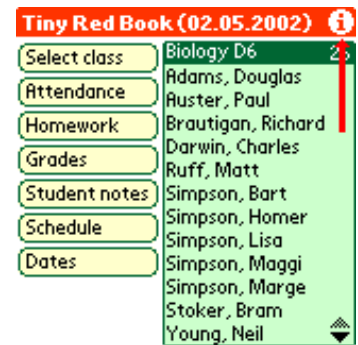 Tiny Red Book (02.05.2002) i
Select class
Attendance
Homework
Grades
Student notes
Schedule
Dates
Biology D6
Adams, Douglas
Auster, Paul
Brautigan, Richard
Darwin, Charles
Ruff, Matt
Simpson, Bart
Simpson, Homer
Simpson, Lisa
Simpson, Maggi
Simpson, Marge
Stoker, Bram
Young, Neil